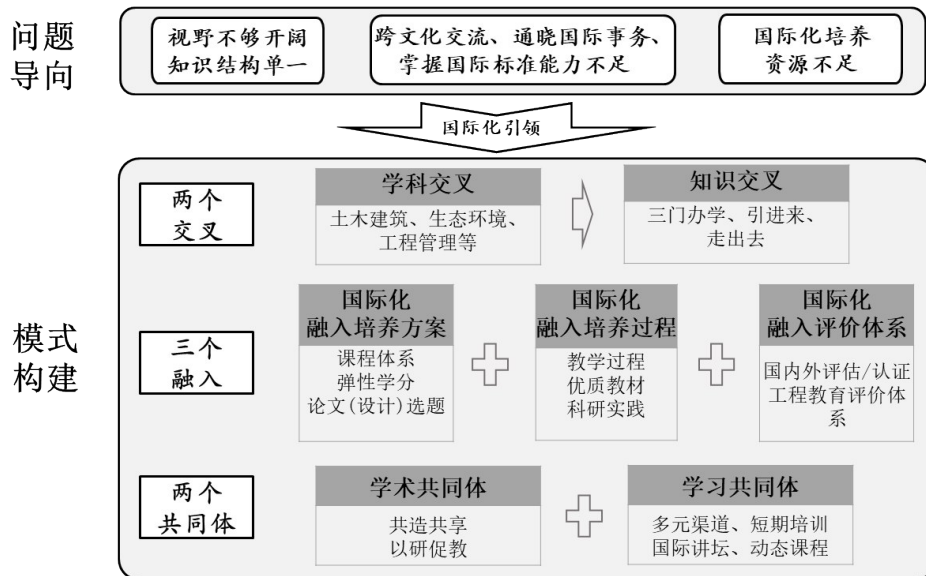 问题
导向
视野不够开阔
知识结构单一
跨文化交流、通晓国际事务、
掌握国际标准能力不足
国际化培养
资源不足
国际化引领
模式
构建
两个
交叉
学科交叉
土木建筑、生态环境、
工程管理等
知识交叉
三门办学、引进来、
走出去
三个
融入
国际化
融入培养方案
课程体系
弹性学分
论文(设计)选题
国际化
融入培养过程
教学过程
优质教材
科研实践
国际化
融入评价体系
国内外评估/认证
工程教育评价体
系
两个
共同体
学术共同体
共造共享
以研促教
学习共同体
多元渠道、短期培训
国际讲坛、动态课程